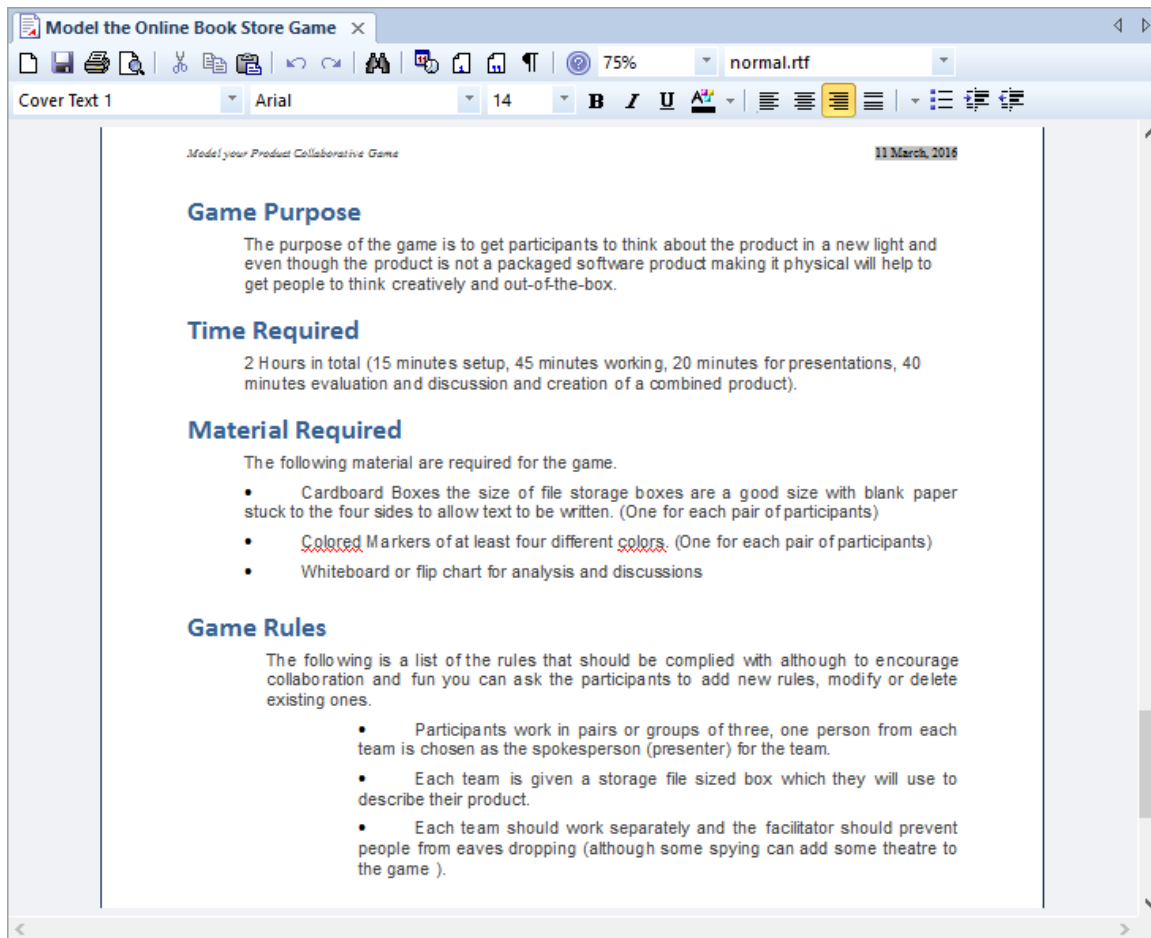 Model the Online Book Store Game
75%
normal.rtf
Cover Text 1
Arial
14
B I U A
Model your Product Collaborative Game
11 March, 2016
Game Purpose
The purpose of the game is to get participants to think about the product in a new light and
even though the product is not a packaged software product making it physical will help to
get people to think creatively and out-of-the-box.
Time Required
2 Hours in total (15 minutes setup, 45 minutes working, 20 minutes for presentations, 40
minutes evaluation and discussion and creation of a combined product).
Material Required
The following material are required for the game.
• Cardboard Boxes the size of file storage boxes are a good size with blank paper
stuck to the four sides to allow text to be written. (One for each pair of participants)
• Colored Markers of at least four different colors. (One for each pair of participants)
• Whiteboard or flip chart for analysis and discussions
Game Rules
The following is a list of the rules that should be complied with although to encourage
collaboration and fun you can ask the participants to add new rules, modify or delete
existing ones.
• Participants work in pairs or groups of three, one person from each
team is chosen as the spokesperson (presenter) for the team.
• Each team is given a storage file sized box which they will use to
describe their product.
• Each team should work separately and the facilitator should prevent
people from eaves dropping (although some spying can add some theatre to
the game ).